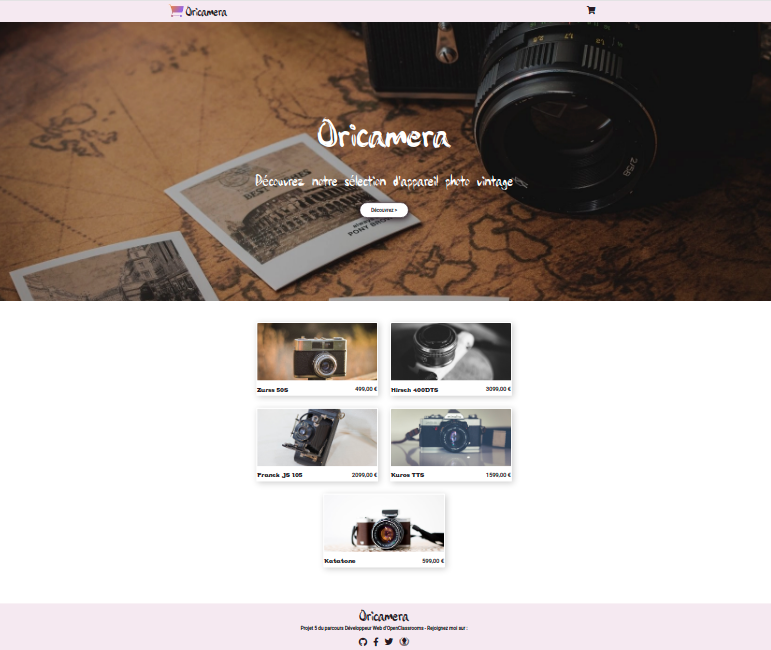 Oricamera
Oricamera
Découvrez notre sélection d'appareil photo vintage
Découvrez >
Zurss 50S 499,00 €
Hirsch 400DTS 3099,00 €
Franck JS 105 2099,00 €
Kuros TTS 1599,00 €
Katatone 599,00 €
Oricamera
Projet 5 du parcours Développeur Web d'OpenClassrooms - Rejoignez moi sur :